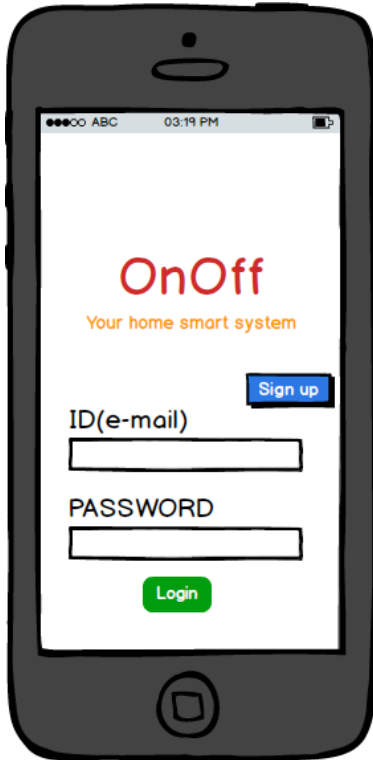 ABC 03:19 PM
OnOff
Your home smart system
Sign up
ID(e-mail)
PASSWORD
Login